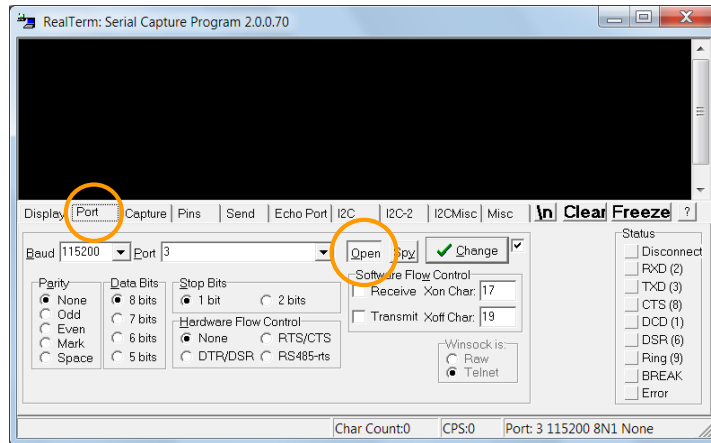 RealTerm: Serial Capture Program 2.0.0.70
Display Port Capture Pins Send Echo Port I2C I2C-2 I2CMisc Misc \n Clear Freeze ?
Baud 115200 Port 3 Open Spy Change
Parity
None
Odd
Even
Mark
Space
Data Bits
8 bits
7 bits
6 bits
5 bits
Stop Bits
1 bit 2 bits
Hardware Flow Control
None RTS/CTS
DTR/DSR RS485-rts
Software Flow Control
Receive Xon Char: 17
Transmit Xoff Char: 19
Winsock is:
Raw
Telnet
Status
Disconnect
RXD (2)
TXD (3)
CTS (8)
DCD (1)
DSR (6)
Ring (9)
BREAK
Error
Char Count:0 CPS:0 Port: 3 115200 8N1 None